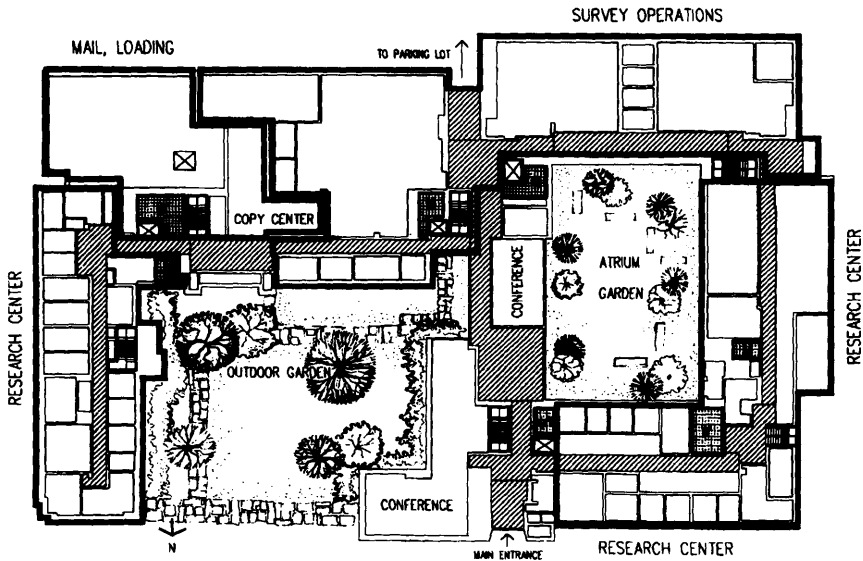 SURVEY OPERATIONS
MAIL, LOADING
TO PARKING LOT
COPY CENTER
CONFERENCE
ATRIUM
GARDEN
RESEARCH CENTER
RESEARCH CENTER
OUTDOOR GARDEN
CONFERENCE
N
MAIN ENTRANCE
RESEARCH CENTER